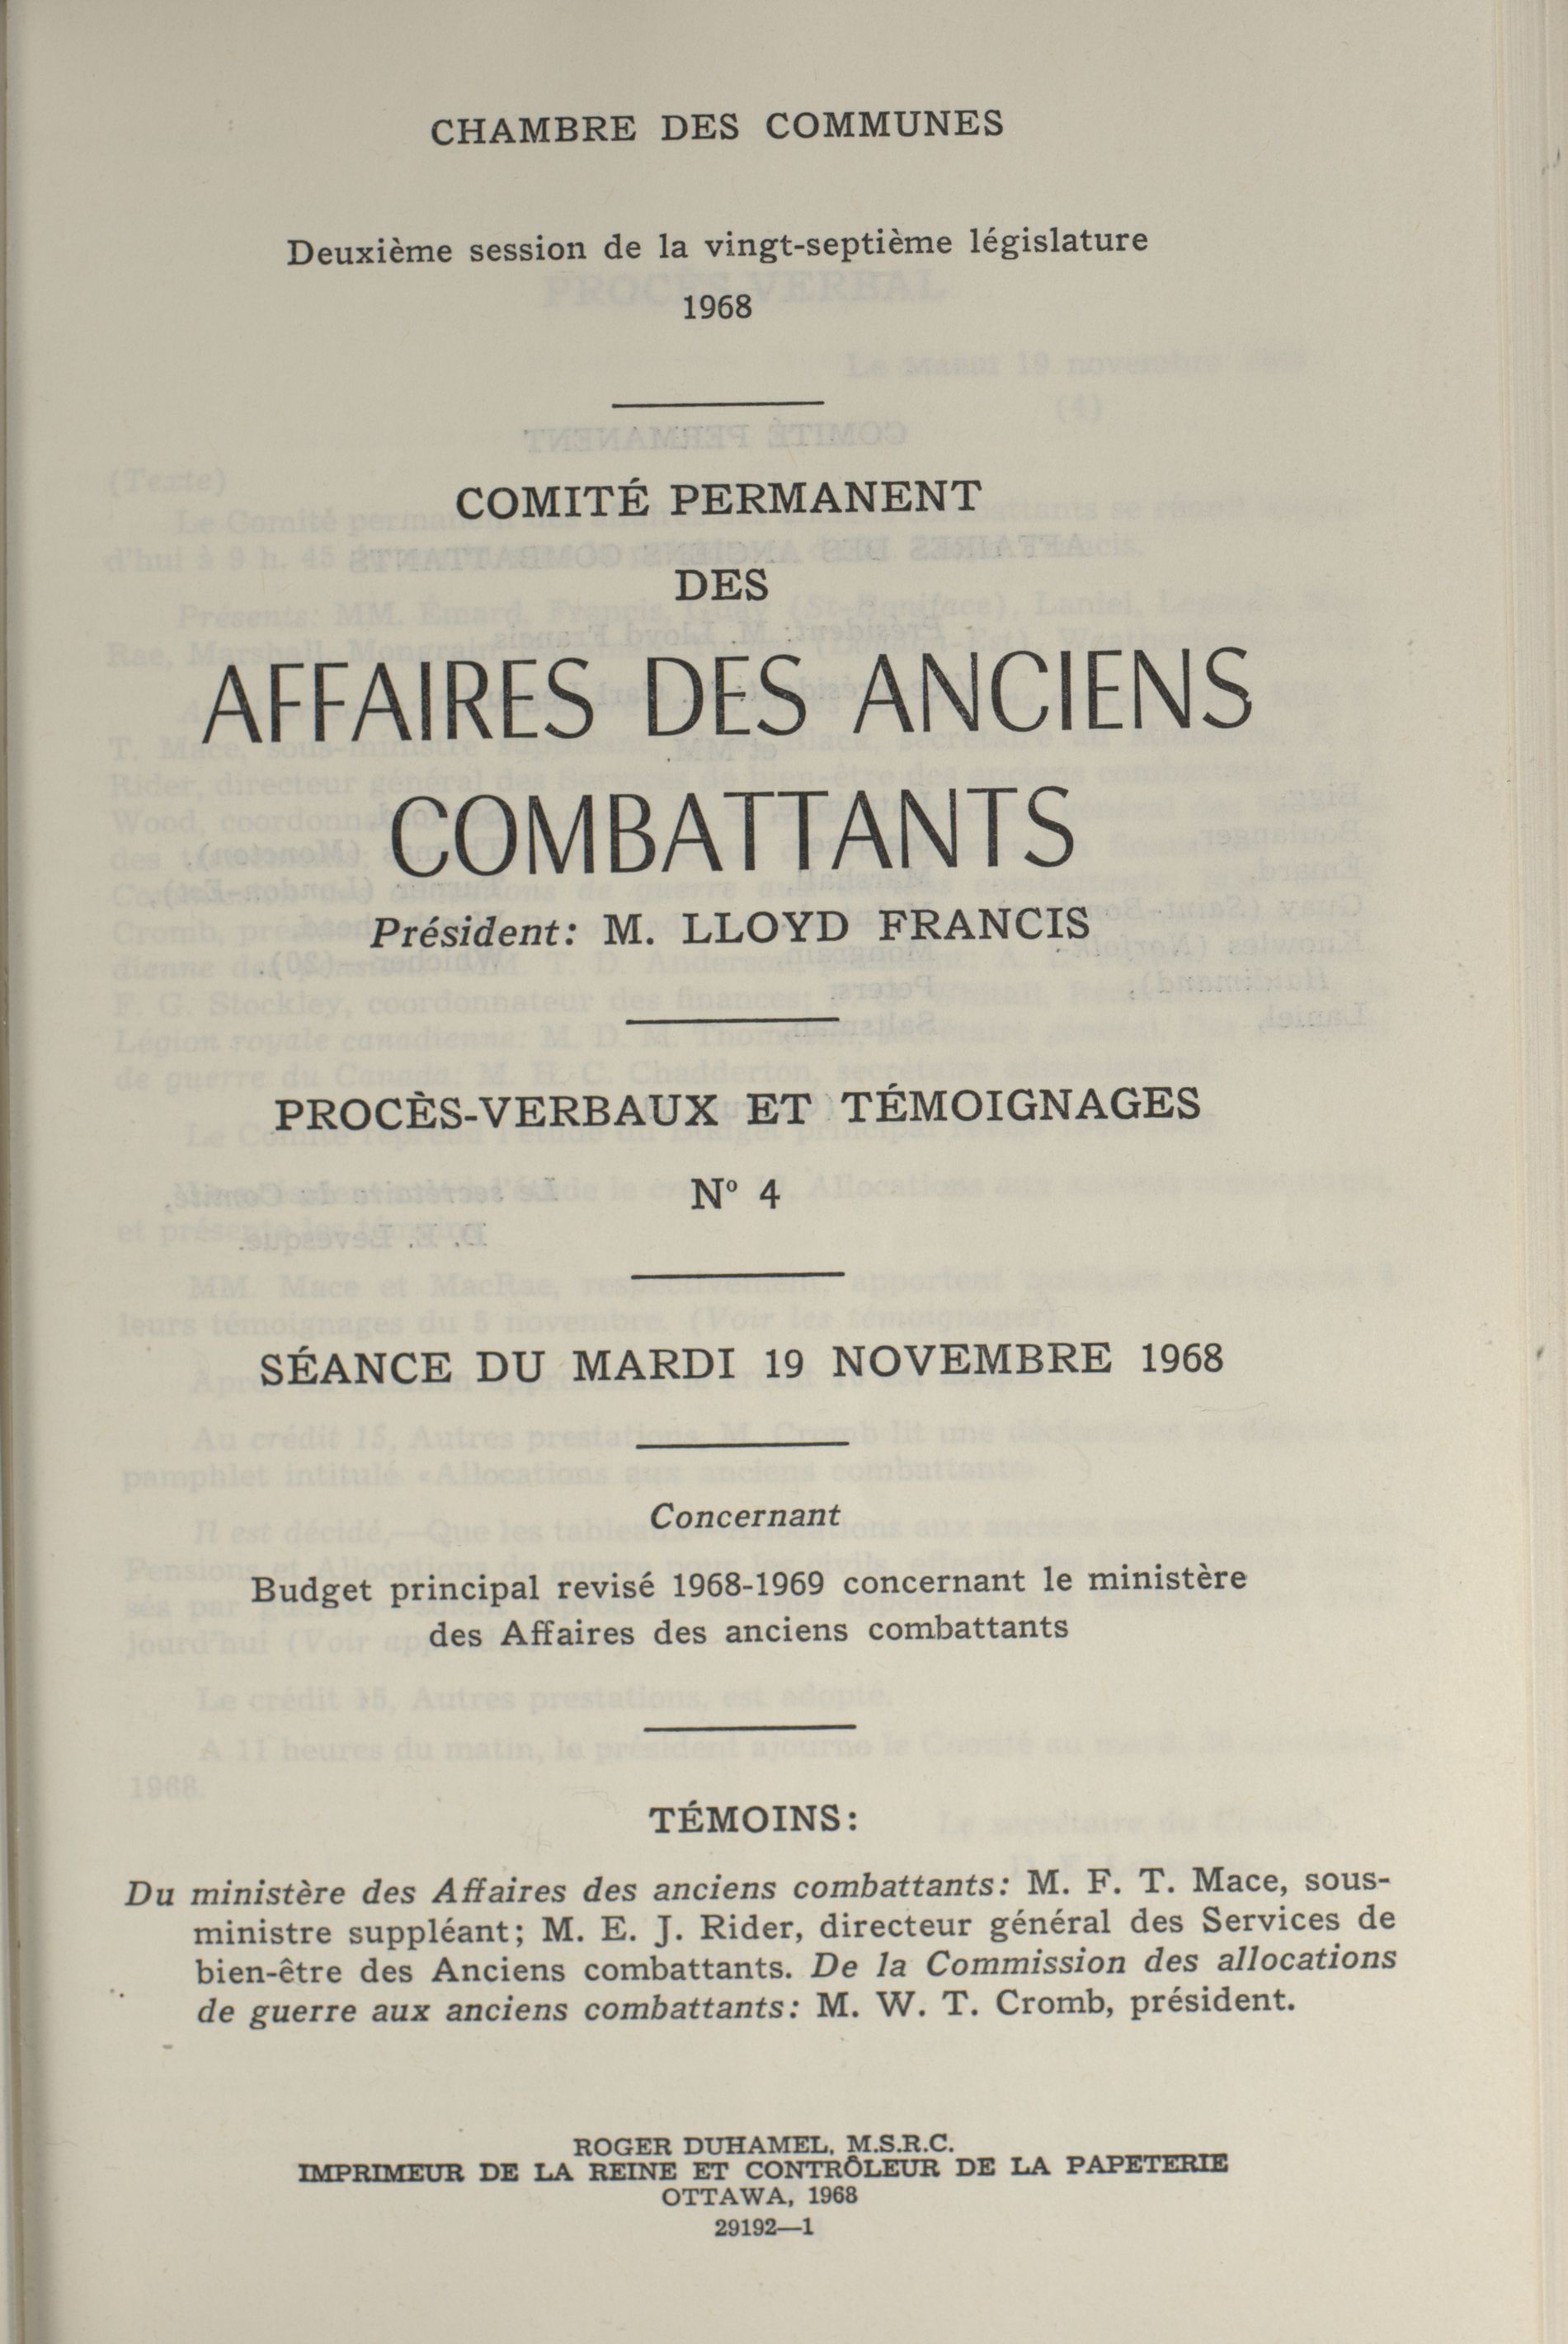 CHAMBRE DES COMMUNES
Deuxième session de la vingt-septième législature
1968
COMITÉ PERMANENT
DES
AFFAIRES DES ANCIENS
COMBATTANTS
Président: M. LLOYD FRANCIS
PROCÈS-VERBAUX ET TÉMOIGNAGES
Nº 4
SÉANCE DU MARDI 19 NOVEMBRE 1968
Concernant
Budget principal revisé 1968-1969 concernant le ministère
des Affaires des anciens combattants
TÉMOINS:
Du ministère des Affaires des anciens combattants: M. F. T. Mace, sous-
ministre suppléant; M. E. J. Rider, directeur général des Services de
bien-être des Anciens combattants. De la Commission des allocations
de guerre aux anciens combattants: M. W. T. Cromb, président.
ROGER DUHAMEL, M.S.R.C.
IMPRIMEUR DE LA REINE ET CONTRÔLEUR DE LA PAPETERIE
OTTAWA, 1968
29192—1